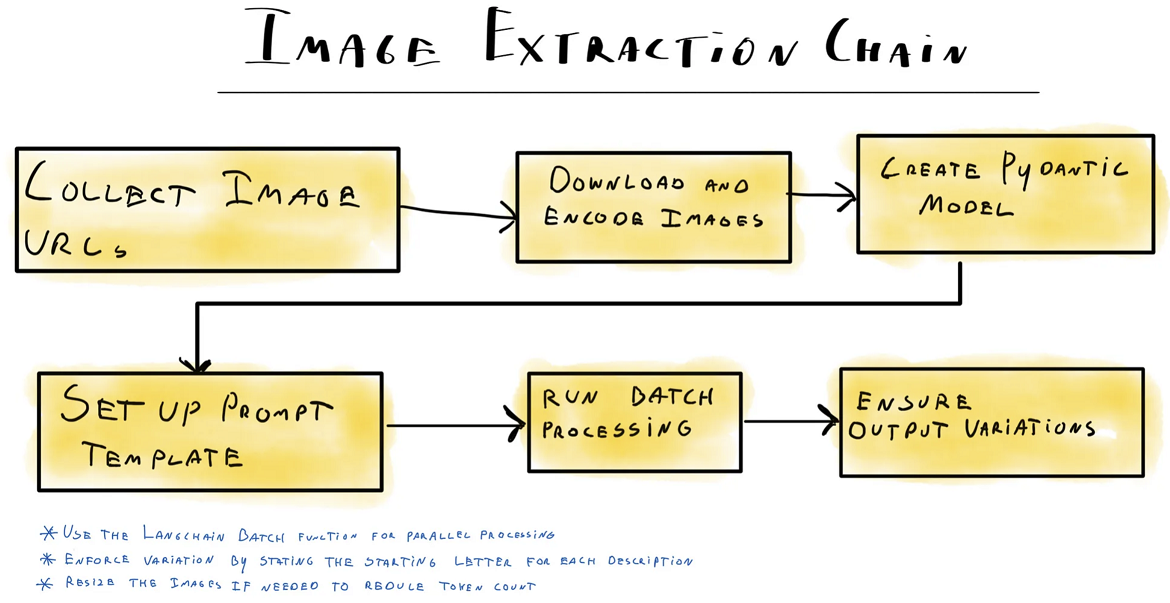 IMAGE EXTRACTION CHAIN
COLLECT IMAGE
URLs
DOWNLOAD AND
ENCODE IMAGES
CREATE PYDANTIC
MODEL
SET UP PROMPT
TEMPLATE
RUN BATCH
PROCESSING
ENSURE
OUTPUT VARIATIONS
* USE THE LANGCHAIN BATCH FUNCTION FOR PARALLEL PROCESSING
* ENFORCE VARIATION BY STATING THE STARTING LETTER FOR EACH DESCRIPTION
* RESIZE THE IMAGES IF NEEDED TO REDUCE TOKEN COUNT